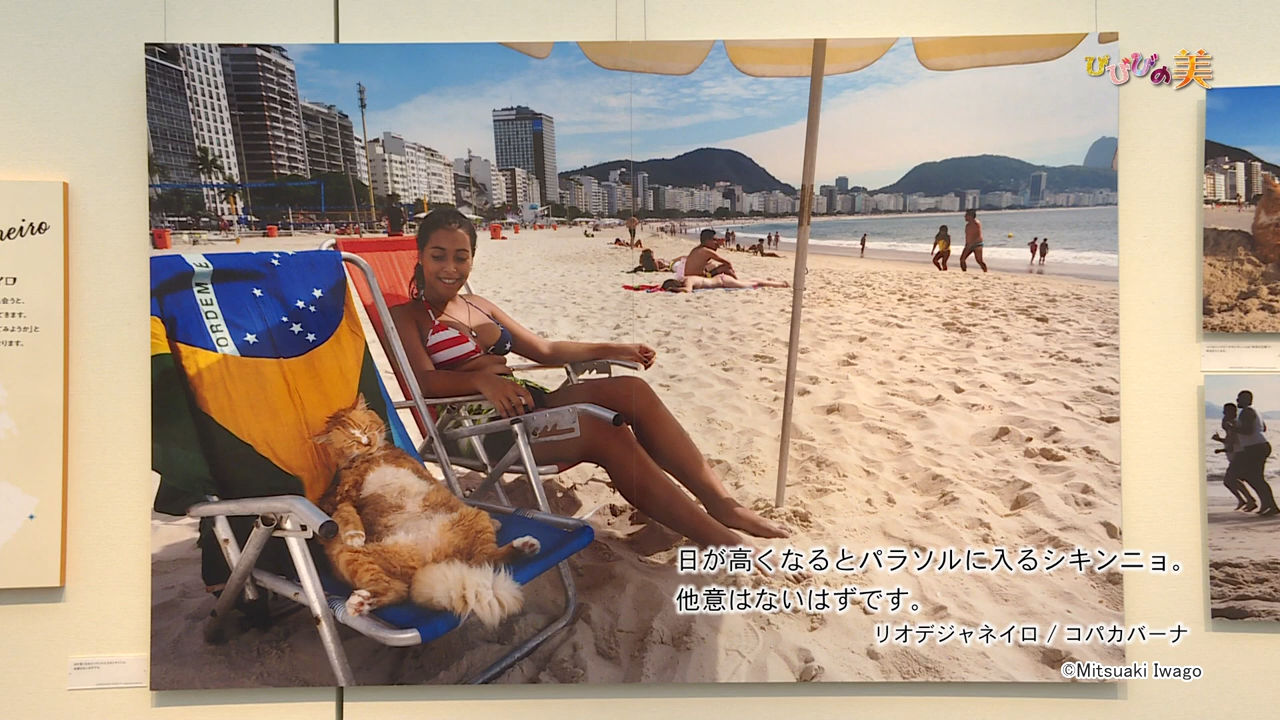 びびびの美
neiro
ORDEM E
日が高くなるとパラソルに入るシキンニョ。
他意はないはずです。
リオデジャネイロ / コパカバーナ
©Mitsuaki Iwago